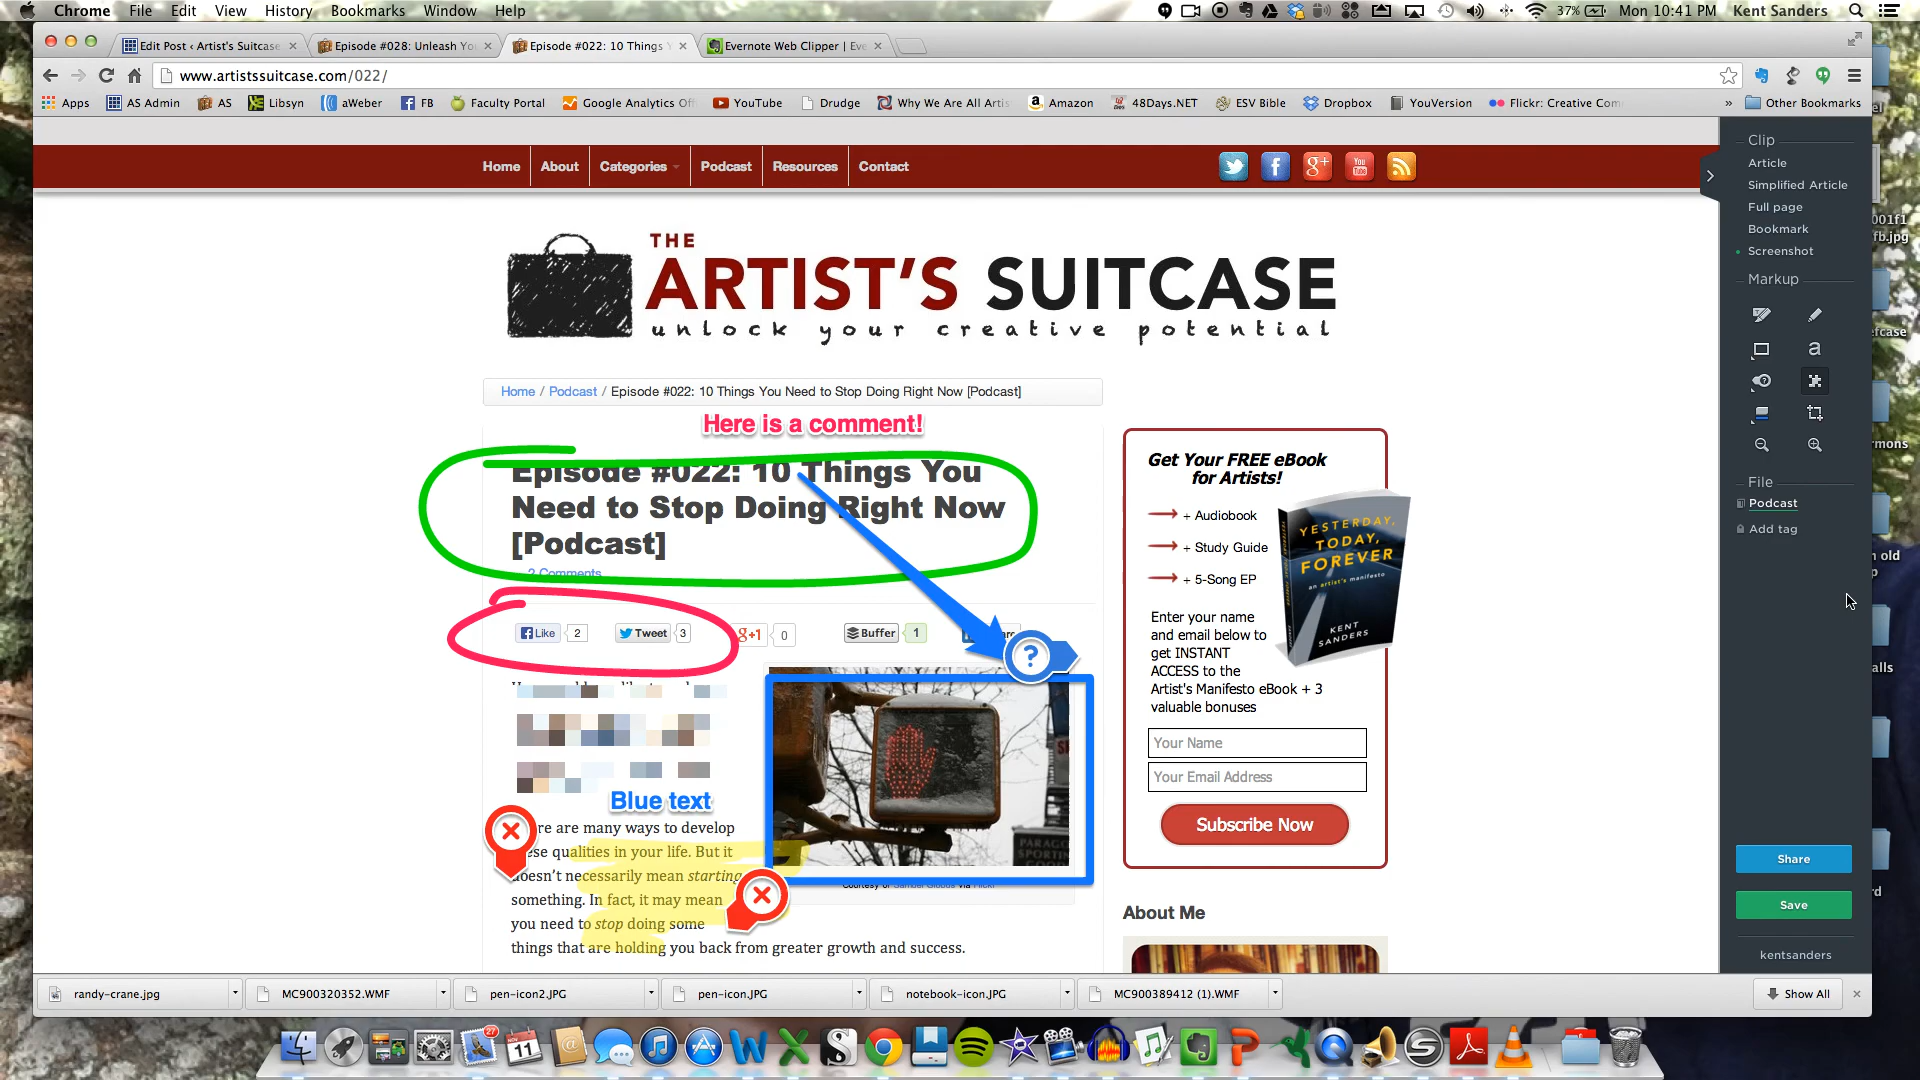 Chrome File Edit View History Bookmarks Window Help
37% Mon 10:41 PM Kent Sanders
Edit Post ‹ Artist's Suitcase
Episode #028: Unleash Yo
Episode #022: 10 Things Y
Evernote Web Clipper | Eve
www.artistssuitcase.com/022/
Apps AS Admin AS Libsyn aWeber FB Faculty Portal Google Analytics Off YouTube Drudge Why We Are All Artis Amazon 48Days.NET ESV Bible Dropbox YouVersion Flickr: Creative Com » Other Bookmarks
Home About Categories Podcast Resources Contact
THE
ARTIST'S SUITCASE
unlock your creative potential
Home / Podcast / Episode #022: 10 Things You Need to Stop Doing Right Now [Podcast]
Here is a comment!
Episode #022: 10 Things You
Need to Stop Doing Right Now
[Podcast]
2 Comments
Like 2 Tweet 3 g+1 0 Buffer 1
?
Blue text
are many ways to develop
these qualities in your life. But it
doesn't necessarily mean starting
something. In fact, it may mean
you need to stop doing some
things that are holding you back from greater growth and success.
Get Your FREE eBook
for Artists!
+ Audiobook
+ Study Guide
+ 5-Song EP
YESTERDAY,
TODAY,
FOREVER
an artist's manifesto
KENT
SANDERS
Enter your name
and email below to
get INSTANT
ACCESS to the
Artist's Manifesto eBook + 3
valuable bonuses
Your Name
Your Email Address
Subscribe Now
About Me
Clip
Article
Simplified Article
Full page
Bookmark
Screenshot
Markup
a
File
Podcast
Add tag
Share
Save
kentsanders
randy-crane.jpg MC900320352.WMF pen-icon2.JPG pen-icon.JPG notebook-icon.JPG MC900389412 (1).WMF Show All
27
11